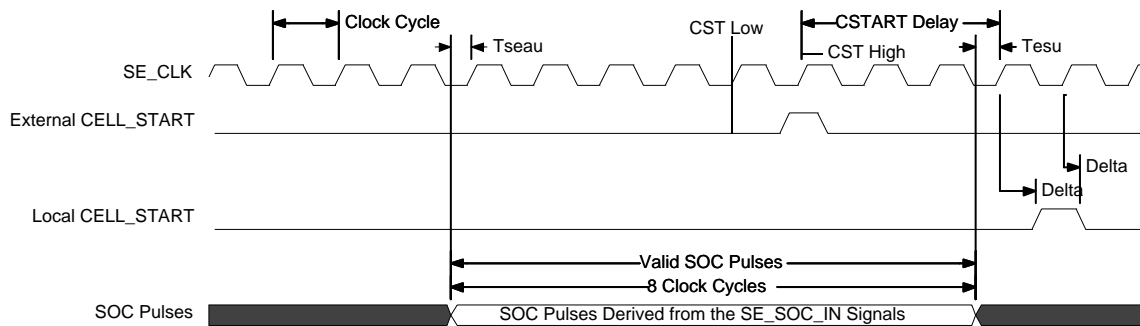 Clock Cycle
CSTART Delay
CST Low
Tseau
CST High
Tesu
SE_CLK
External CELL_START
Delta
Delta
Local CELL_START
Valid SOC Pulses
8 Clock Cycles
SOC Pulses
SOC Pulses Derived from the SE_SOC_IN Signals